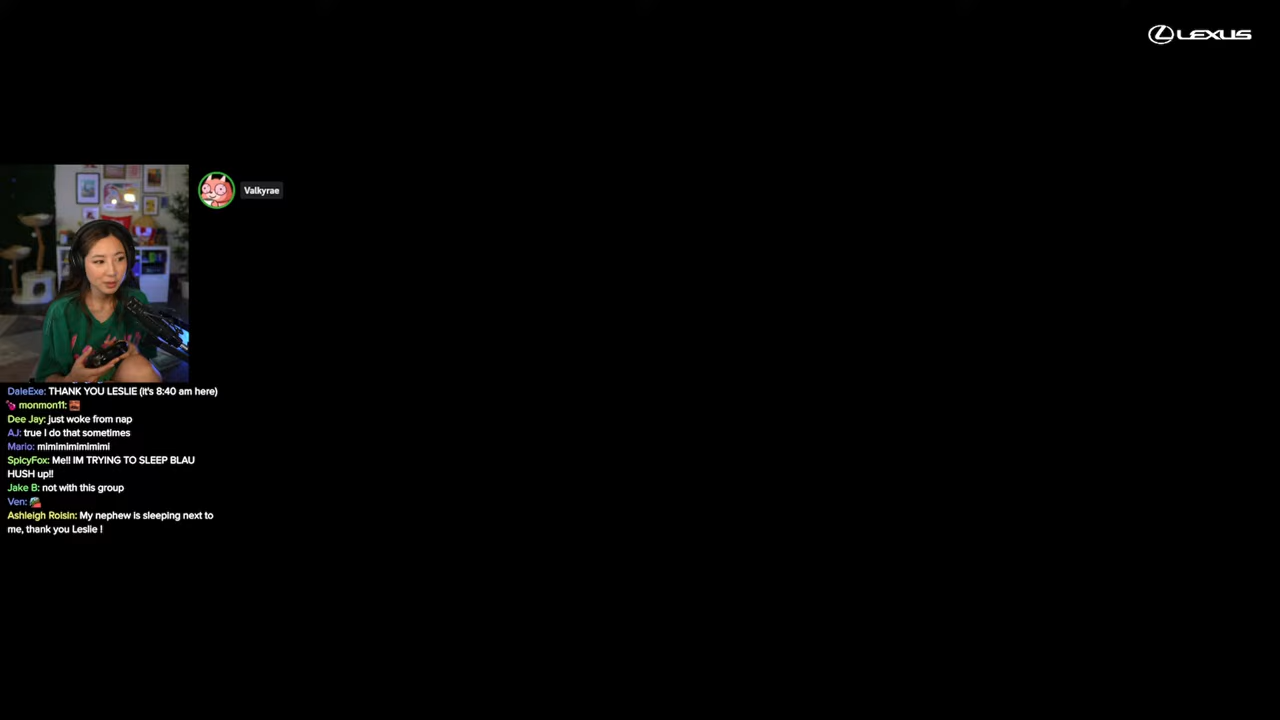 LEXUS
Valkyrae
DaleExe: THANK YOU LESLIE (it's 8:40 am here)
monmon11:
Dee Jay: just woke from nap
AJ: true I do that sometimes
Mario: mimimimimimimi
SpicyFox: Me!! IM TRYING TO SLEEP BLAU
HUSH up!!
Jake B: not with this group
Ven:
Ashleigh Roisin: My nephew is sleeping next to
me, thank you Leslie !